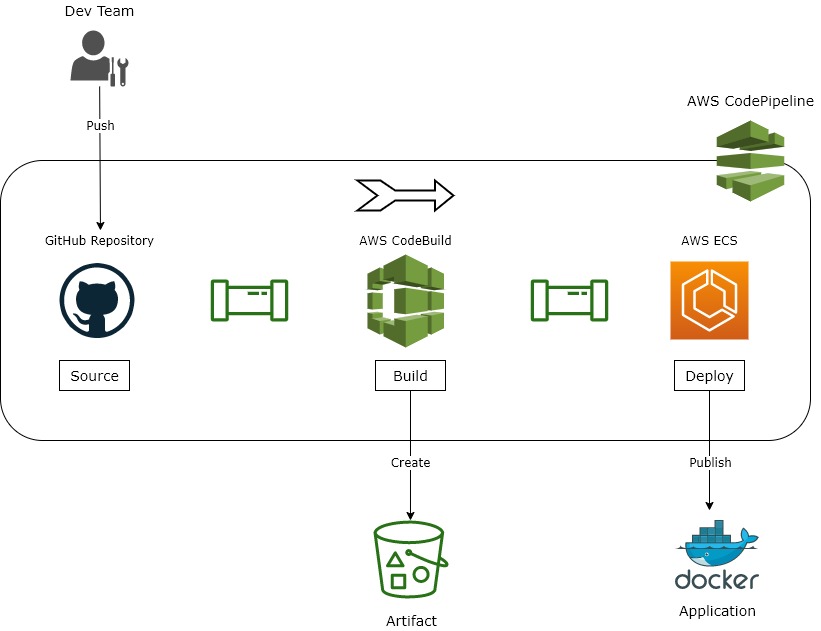 Dev Team
Push
AWS CodePipeline
GitHub Repository
AWS CodeBuild
AWS ECS
Source
Build
Deploy
Create
Publish
docker
Artifact
Application